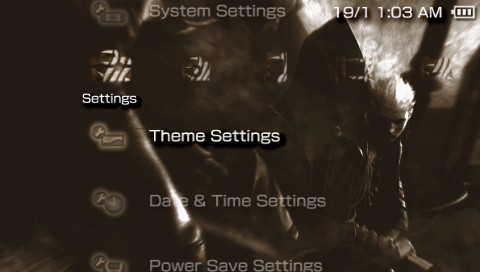 System Settings
19/1 1:03 AM
Settings
Theme Settings
Date & Time Settings
Power Save Settings